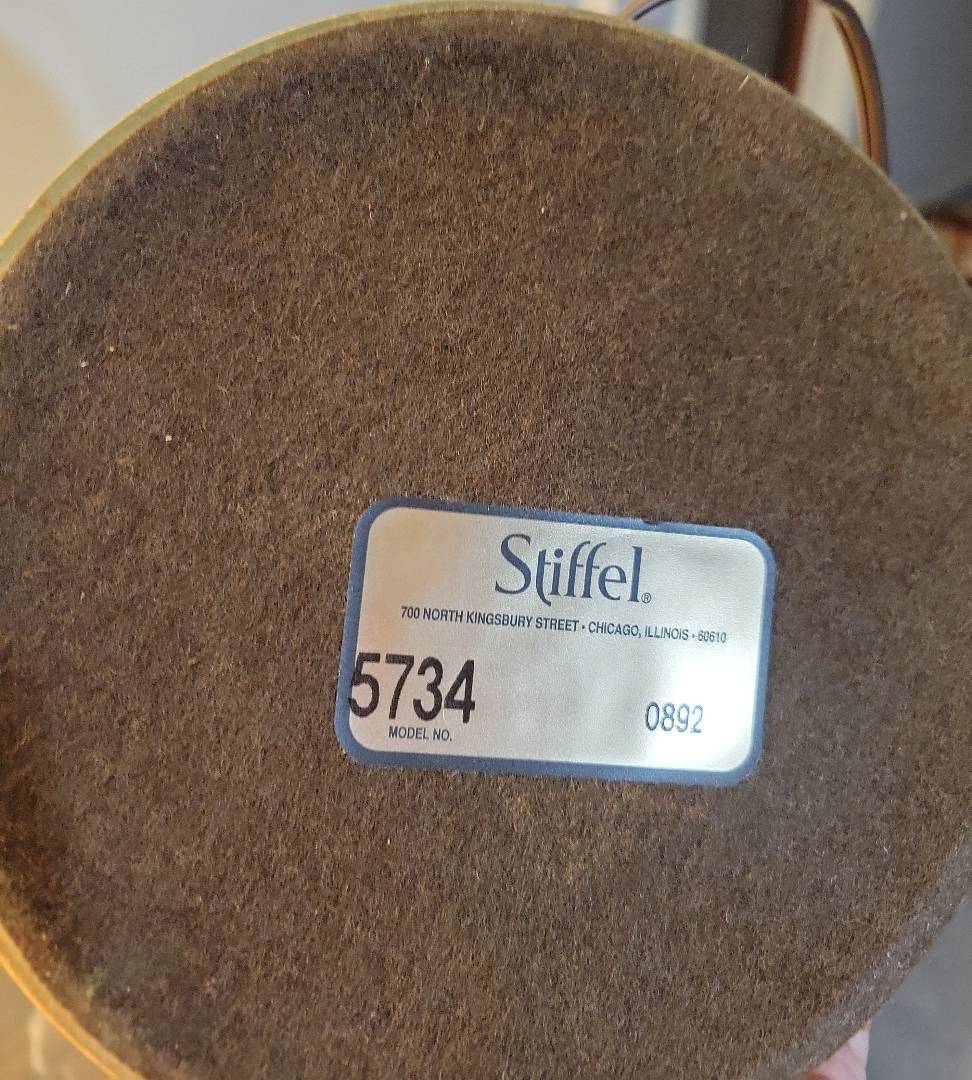 Stiffel®
700 NORTH KINGSBURY STREET • CHICAGO, ILLINOIS • 60610
5734 0892
MODEL NO.